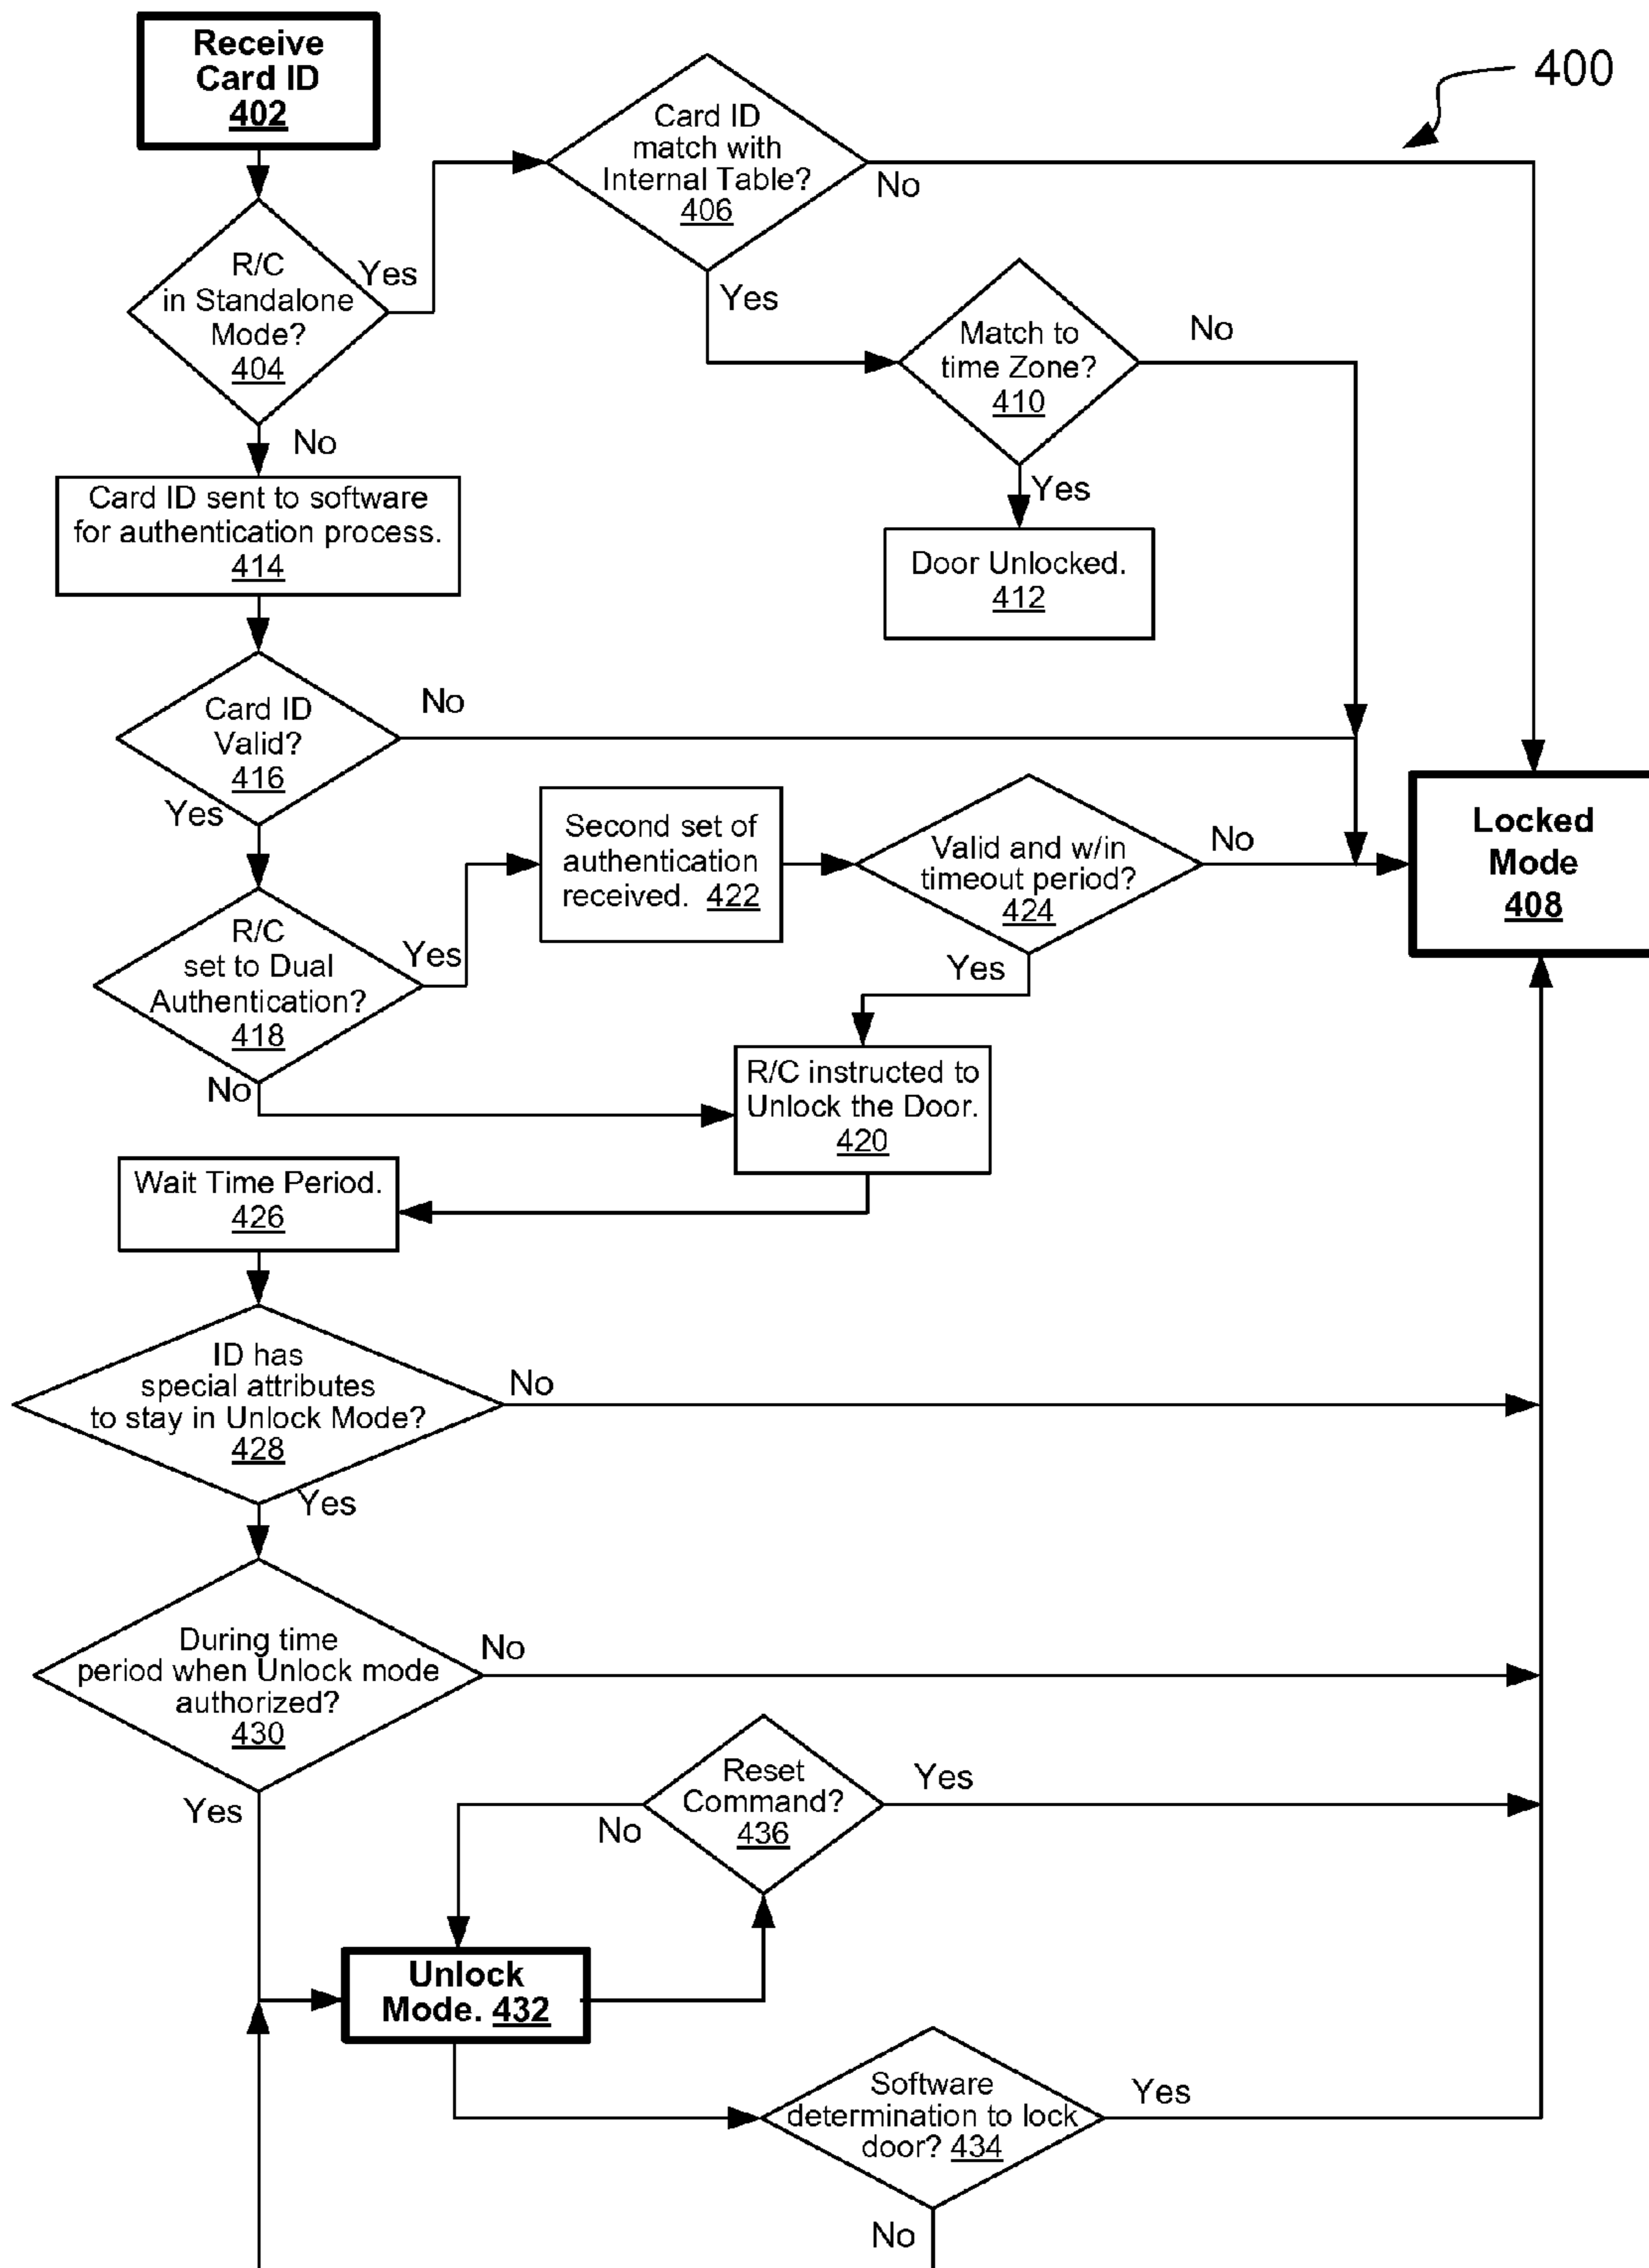 Receive
Card ID
402
400
Card ID
match with
Internal Table?
406
No
Yes
R/C
in Standalone
Mode?
404
Yes
No
Match to
time Zone?
410
No
Yes
Door Unlocked.
412
Card ID sent to software
for authentication process.
414
Card ID
Valid?
416
No
Yes
Second set of
authentication
received. 422
Valid and w/in
timeout period?
424
No
Yes
Locked
Mode
408
R/C
set to Dual
Authentication?
418
Yes
No
R/C instructed to
Unlock the Door.
420
Wait Time Period.
426
ID has
special attributes
to stay in Unlock Mode?
428
No
Yes
During time
period when Unlock mode
authorized?
430
No
Yes
Reset
Command?
436
Yes
No
Unlock
Mode. 432
Software
determination to lock
door? 434
Yes
No